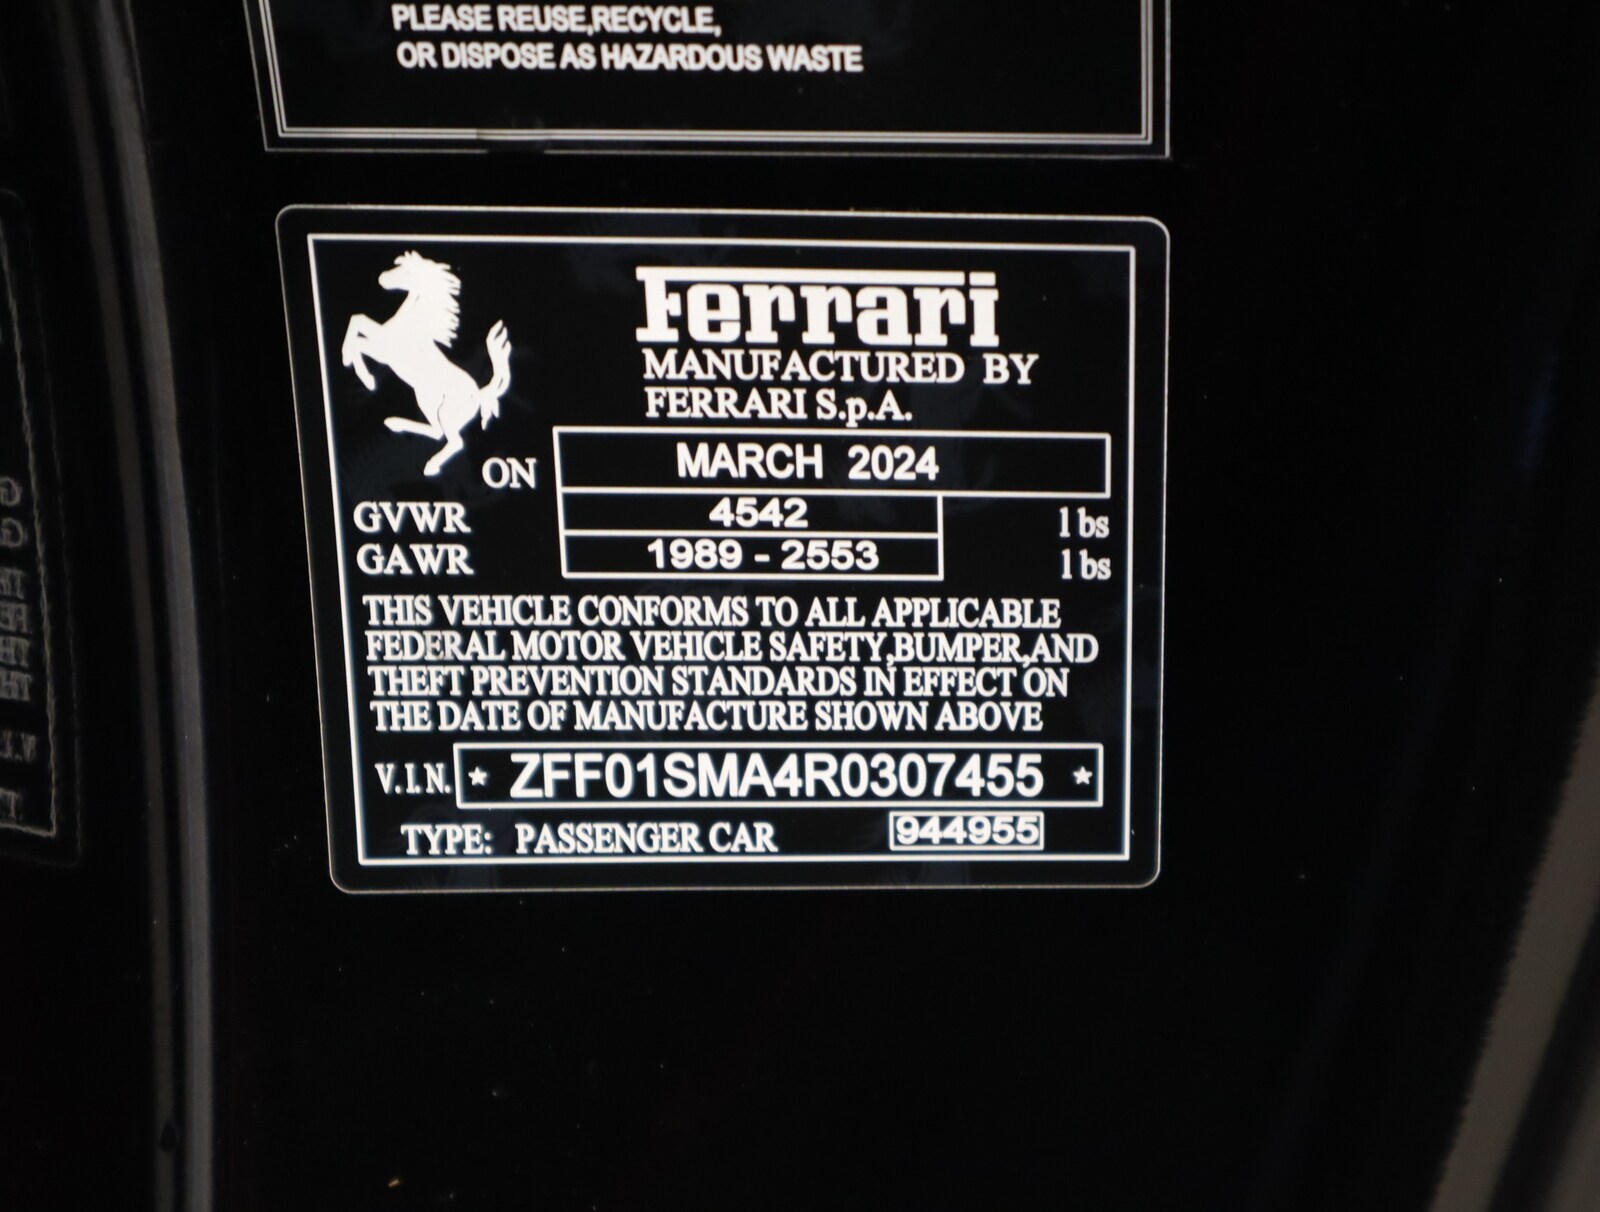 PLEASE REUSE,RECYCLE,
OR DISPOSE AS HAZARDOUS WASTE
Ferrari
MANUFACTURED BY
FERRARI S.p.A.
ON MARCH 2024
GVWR 4542 lbs
GAWR 1989 - 2553 lbs
THIS VEHICLE CONFORMS TO ALL APPLICABLE
FEDERAL MOTOR VEHICLE SAFETY,BUMPER,AND
THEFT PREVENTION STANDARDS IN EFFECT ON
THE DATE OF MANUFACTURE SHOWN ABOVE
V.I.N. * ZFF01SMA4R0307455 *
TYPE: PASSENGER CAR 944955